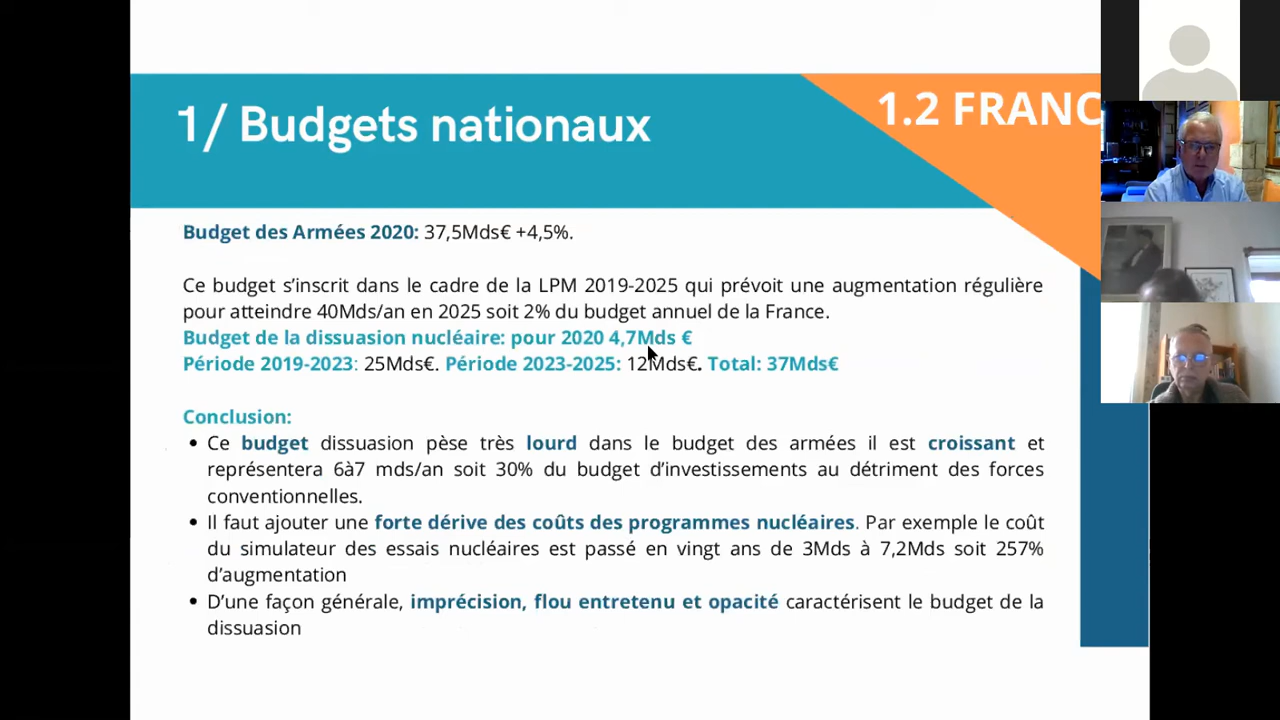 1/ Budgets nationaux
1.2 FRANC
Budget des Armées 2020: 37,5Mds€ +4,5%.
Ce budget s’inscrit dans le cadre de la LPM 2019-2025 qui prévoit une augmentation régulière
pour atteindre 40Mds/an en 2025 soit 2% du budget annuel de la France.
Budget de la dissuasion nucléaire: pour 2020 4,7Mds €
Période 2019-2023: 25Mds€. Période 2023-2025: 12Mds€. Total: 37Mds€
Conclusion:
• Ce budget dissuasion pèse très lourd dans le budget des armées il est croissant et
représentera 6à7 mds/an soit 30% du budget d’investissements au détriment des forces
conventionnelles.
• Il faut ajouter une forte dérive des coûts des programmes nucléaires. Par exemple le coût
du simulateur des essais nucléaires est passé en vingt ans de 3Mds à 7,2Mds soit 257%
d’augmentation
• D’une façon générale, imprécision, flou entretenu et opacité caractérisent le budget de la
dissuasion